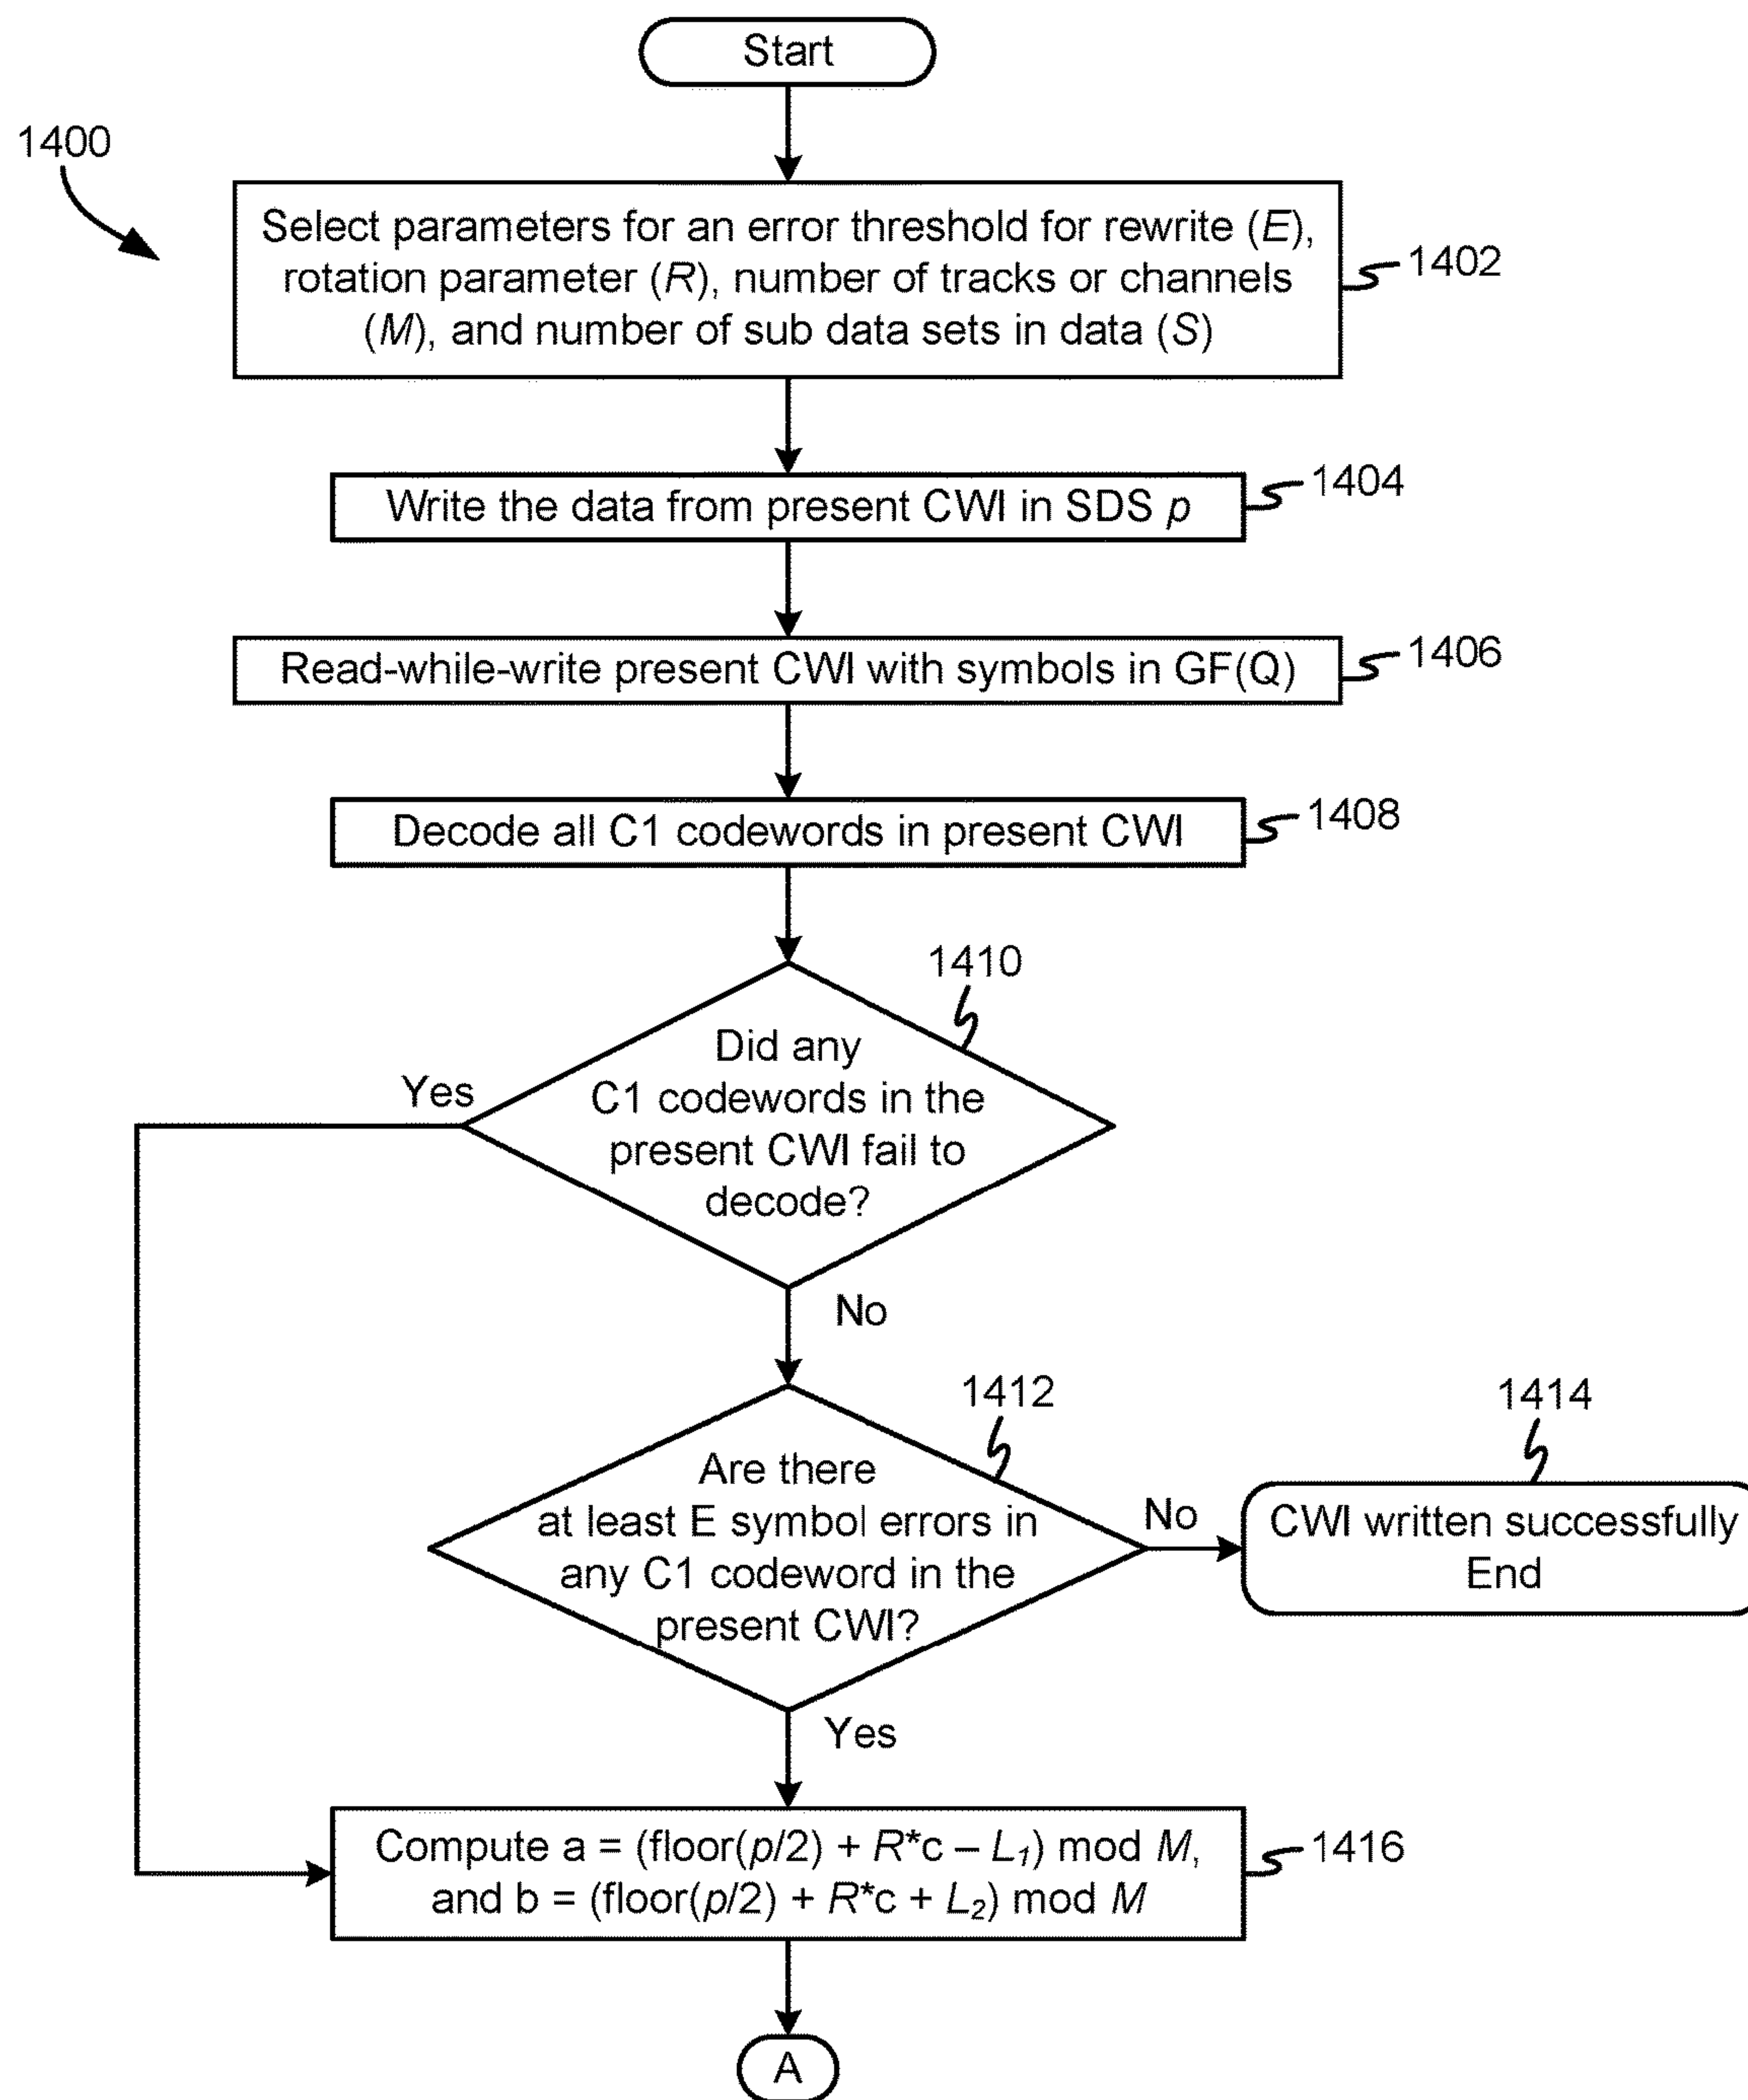 Start
1400
Select parameters for an error threshold for rewrite (E),
rotation parameter (R), number of tracks or channels
(M), and number of sub data sets in data (S)
1402
Write the data from present CWI in SDS p
1404
Read-while-write present CWI with symbols in GF(Q)
1406
Decode all C1 codewords in present CWI
1408
1410
Did any
C1 codewords in the
present CWI fail to
decode?
Yes
No
1412
Are there
at least E symbol errors in
any C1 codeword in the
present CWI?
No
1414
CWI written successfully
End
Yes
Compute a = (floor(p/2) + R*c – L₁) mod M,
and b = (floor(p/2) + R*c + L₂) mod M
1416
A